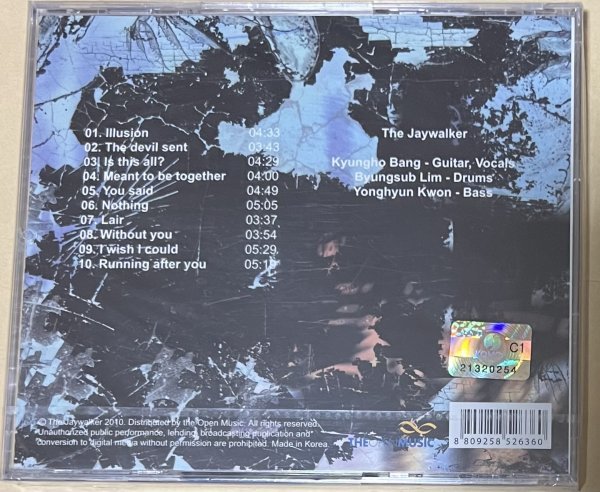 01. Illusion 04:33
02. The devil sent 03:43
03. Is this all? 04:29
04. Meant to be together 04:00
05. You said 04:49
06. Nothing 05:05
07. Lair 03:37
08. Without you 03:54
09. I wish I could 05:29
10. Running after you
The Jaywalker
Kyungho Bang - Guitar, Vocals
Byungsub Lim - Drums
Yonghyun Kwon - Bass
C1
21320254
© The Jaywalker 2010. Distributed by the Open Music. All rights reserved.
Unauthorized public performance, lending, broadcasting puplication and
conversion to digital media without permission are prohibited. Made in Korea.
THEOPENMUSIC
8 809258 526360